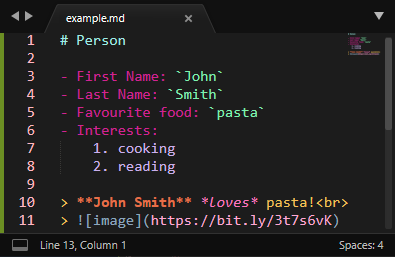 example.md
1 # Person
2
3 - First Name: `John`
4 - Last Name: `Smith`
5 - Favourite food: `pasta`
6 - Interests:
7     1. cooking
8     2. reading
9
10 > **John Smith** *loves* pasta!<br>
11 > ![image](https://bit.ly/3t7s6vK)
Line 13, Column 1
Spaces: 4